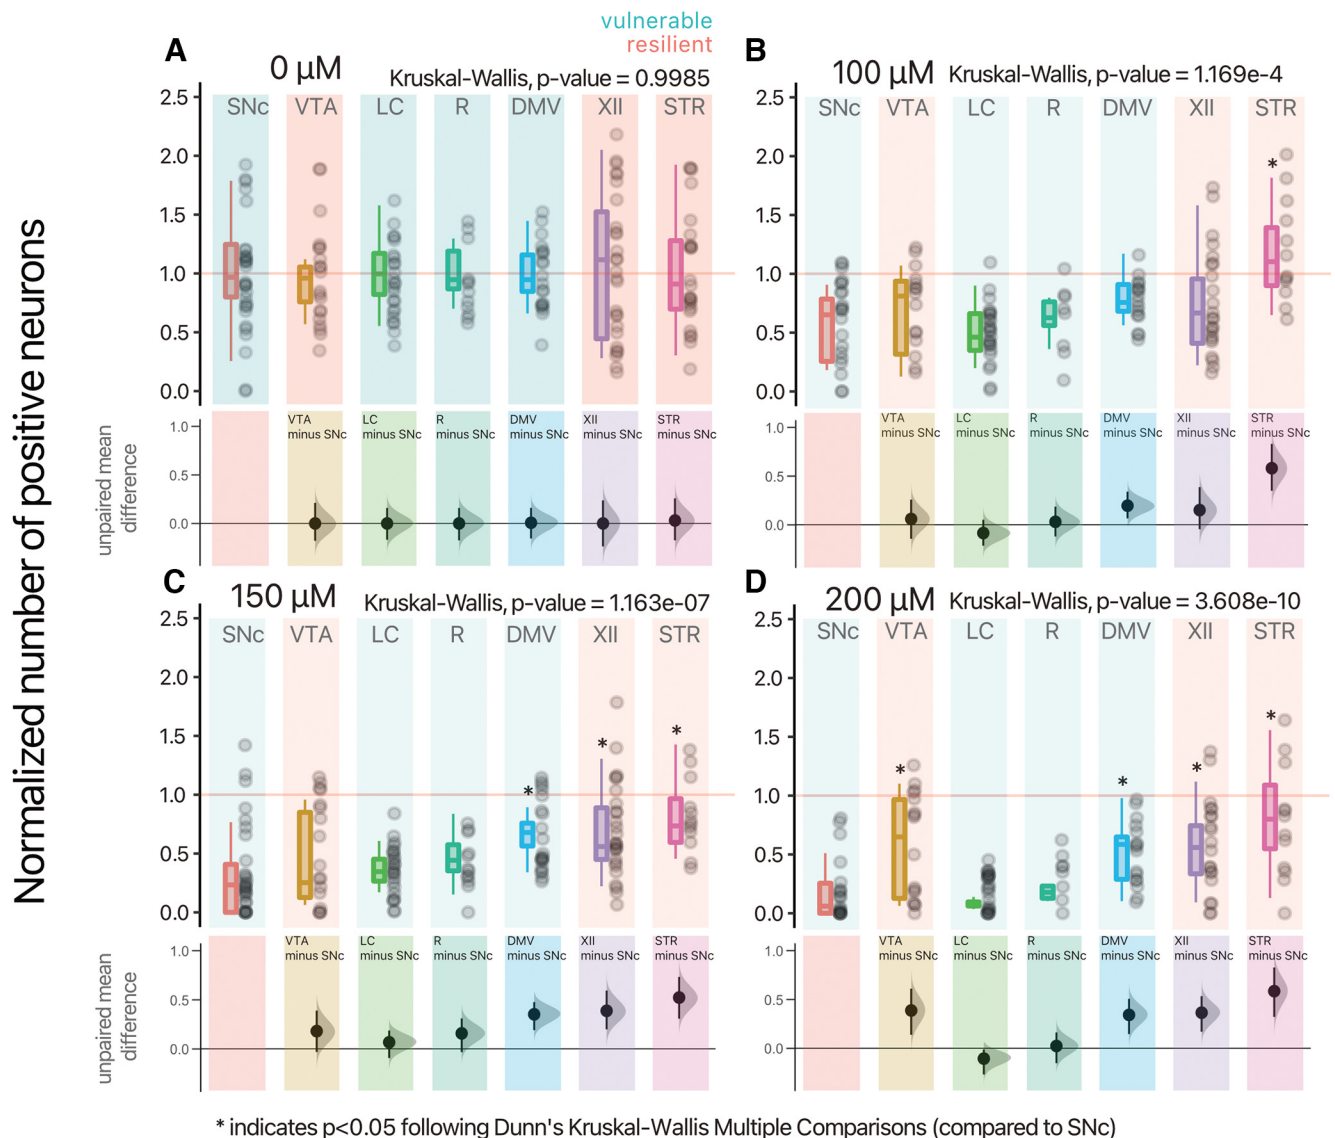 vulnerable
resilient
Normalized number of positive neurons
A
0 µM
Kruskal-Wallis, p-value = 0.9985
2.5
2.0
1.5
1.0
0.5
0.0
SNc VTA LC R DMV XII STR
unpaired mean
difference
1.0
0.5
0.0
VTA LC R DMV XII STR
minus SNc minus SNc minus SNc minus SNc minus SNc minus SNc
B
100 µM
Kruskal-Wallis, p-value = 1.169e-4
2.5
2.0
1.5
1.0
0.5
0.0
SNc VTA LC R DMV XII STR
*
1.0
0.5
0.0
VTA LC R DMV XII STR
minus SNc minus SNc minus SNc minus SNc minus SNc minus SNc
C
150 µM
Kruskal-Wallis, p-value = 1.163e-07
2.5
2.0
1.5
1.0
0.5
0.0
SNc VTA LC R DMV XII STR
* * *
unpaired mean
difference
1.0
0.5
0.0
VTA LC R DMV XII STR
minus SNc minus SNc minus SNc minus SNc minus SNc minus SNc
D
200 µM
Kruskal-Wallis, p-value = 3.608e-10
2.5
2.0
1.5
1.0
0.5
0.0
SNc VTA LC R DMV XII STR
* * * *
1.0
0.5
0.0
VTA LC R DMV XII STR
minus SNc minus SNc minus SNc minus SNc minus SNc minus SNc
* indicates p<0.05 following Dunn's Kruskal-Wallis Multiple Comparisons (compared to SNc)